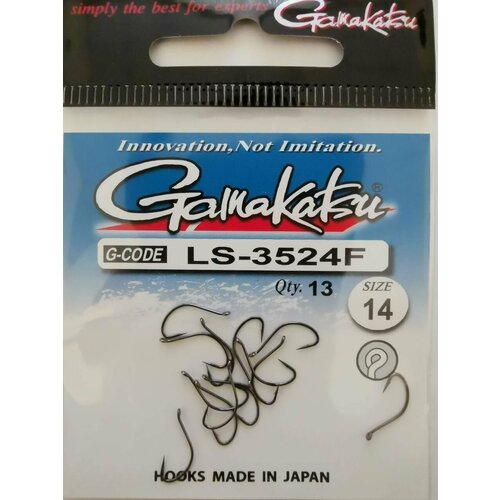 simply the best for experts
Gamakatsu
Innovation, Not Imitation.
Gamakatsu®
G-CODE LS-3524F
Qty. 13
SIZE
14
HOOKS MADE IN JAPAN